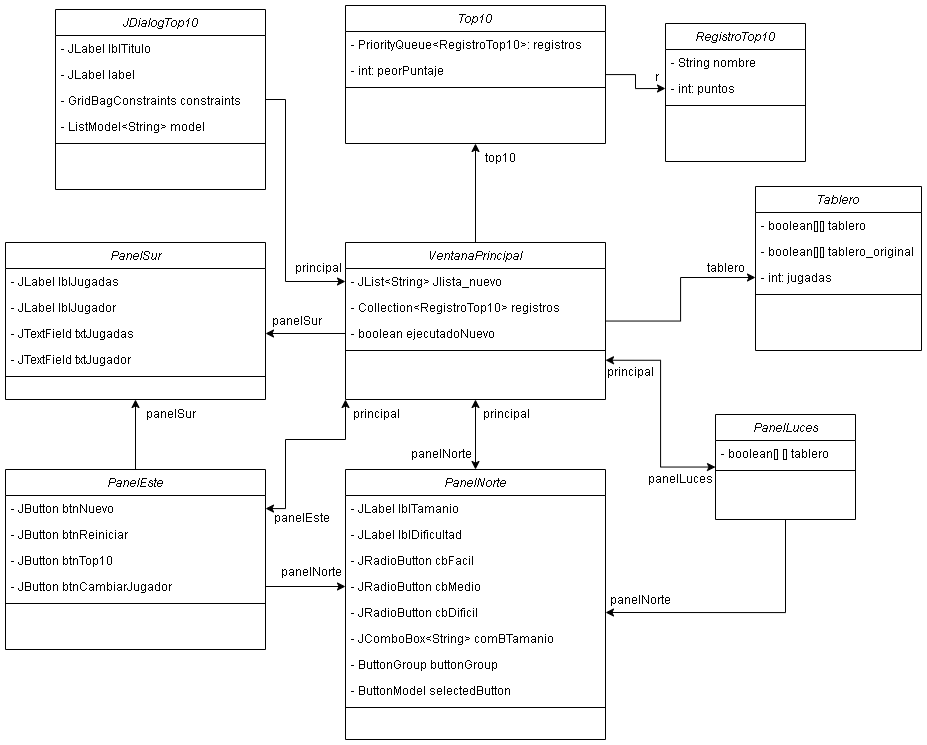 JDialogTop10
- JLabel lblTitulo
- JLabel label
- GridBagConstraints constraints
- ListModel<String> model
Top10
- PriorityQueue<RegistroTop10>: registros
- int: peorPuntaje
r
RegistroTop10
- String nombre
- int: puntos
top10
Tablero
- boolean[][] tablero
- boolean[][] tablero_original
- int: jugadas
tablero
principal
PanelSur
- JLabel lblJugadas
- JLabel lblJugador
- JTextField txtJugadas
- JTextField txtJugador
panelSur
VentanaPrincipal
- JList<String> Jlista_nuevo
- Collection<RegistroTop10> registros
- boolean ejecutadoNuevo
principal
panelLuces
PanelLuces
- boolean[] [] tablero
panelSur
principal
panelEste
principal
panelNorte
PanelEste
- JButton btnNuevo
- JButton btnReiniciar
- JButton btnTop10
- JButton btnCambiarJugador
panelNorte
PanelNorte
- JLabel lblTamanio
- JLabel lblDificultad
- JRadioButton cbFacil
- JRadioButton cbMedio
- JRadioButton cbDificil
- JComboBox<String> comBTamanio
- ButtonGroup buttonGroup
- ButtonModel selectedButton
panelNorte